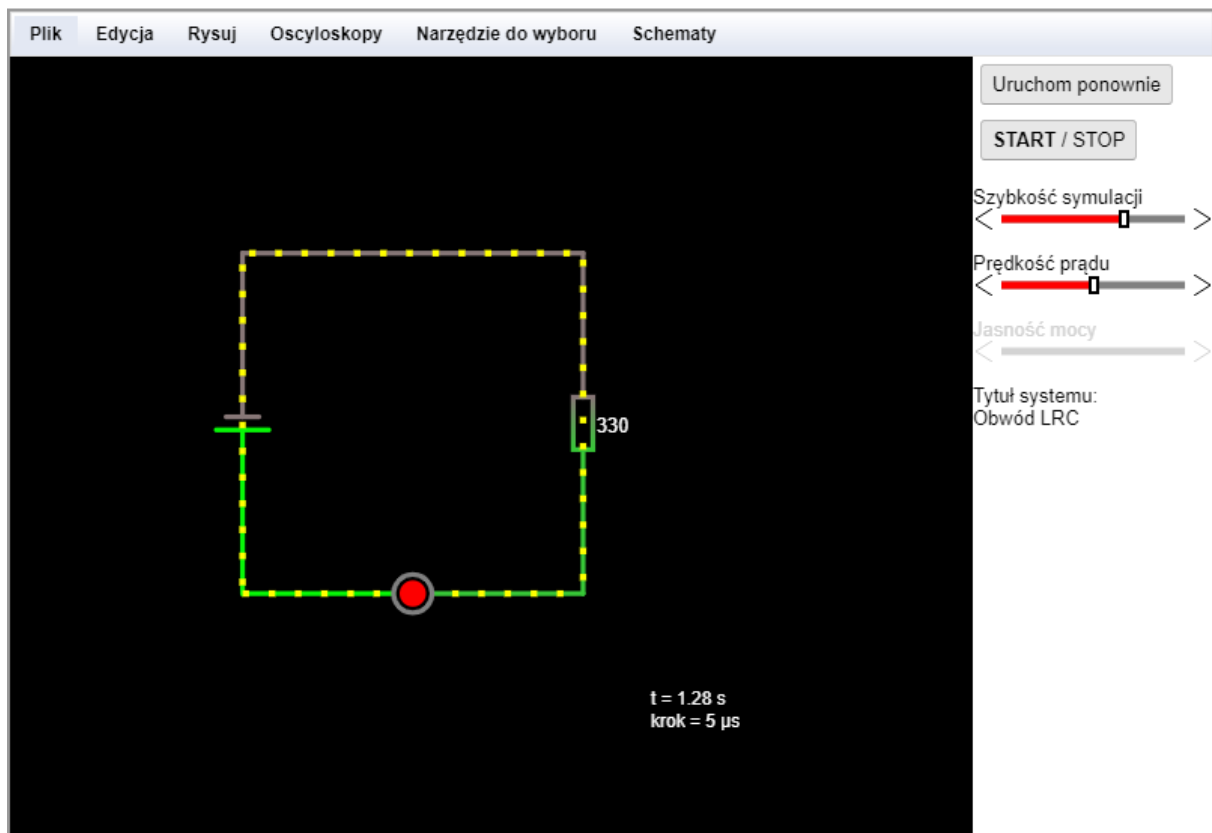 Plik Edycja Rysuj Oscyloskopy Narzędzie do wyboru Schematy
Uruchom ponownie
START / STOP
Szybkość symulacji
Prędkość prądu
Jasność mocy
Tytuł systemu:
Obwód LRC
330
t = 1.28 s
krok = 5 µs